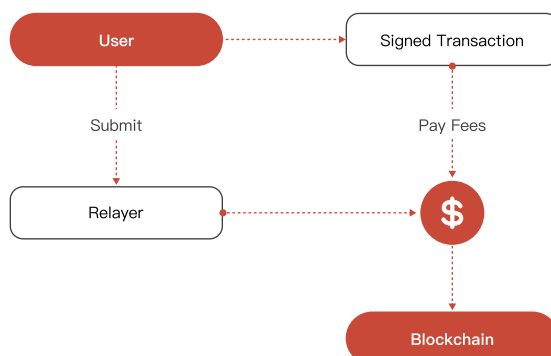 User
Signed Transaction
Submit
Pay Fees
Relayer
$
Blockchain